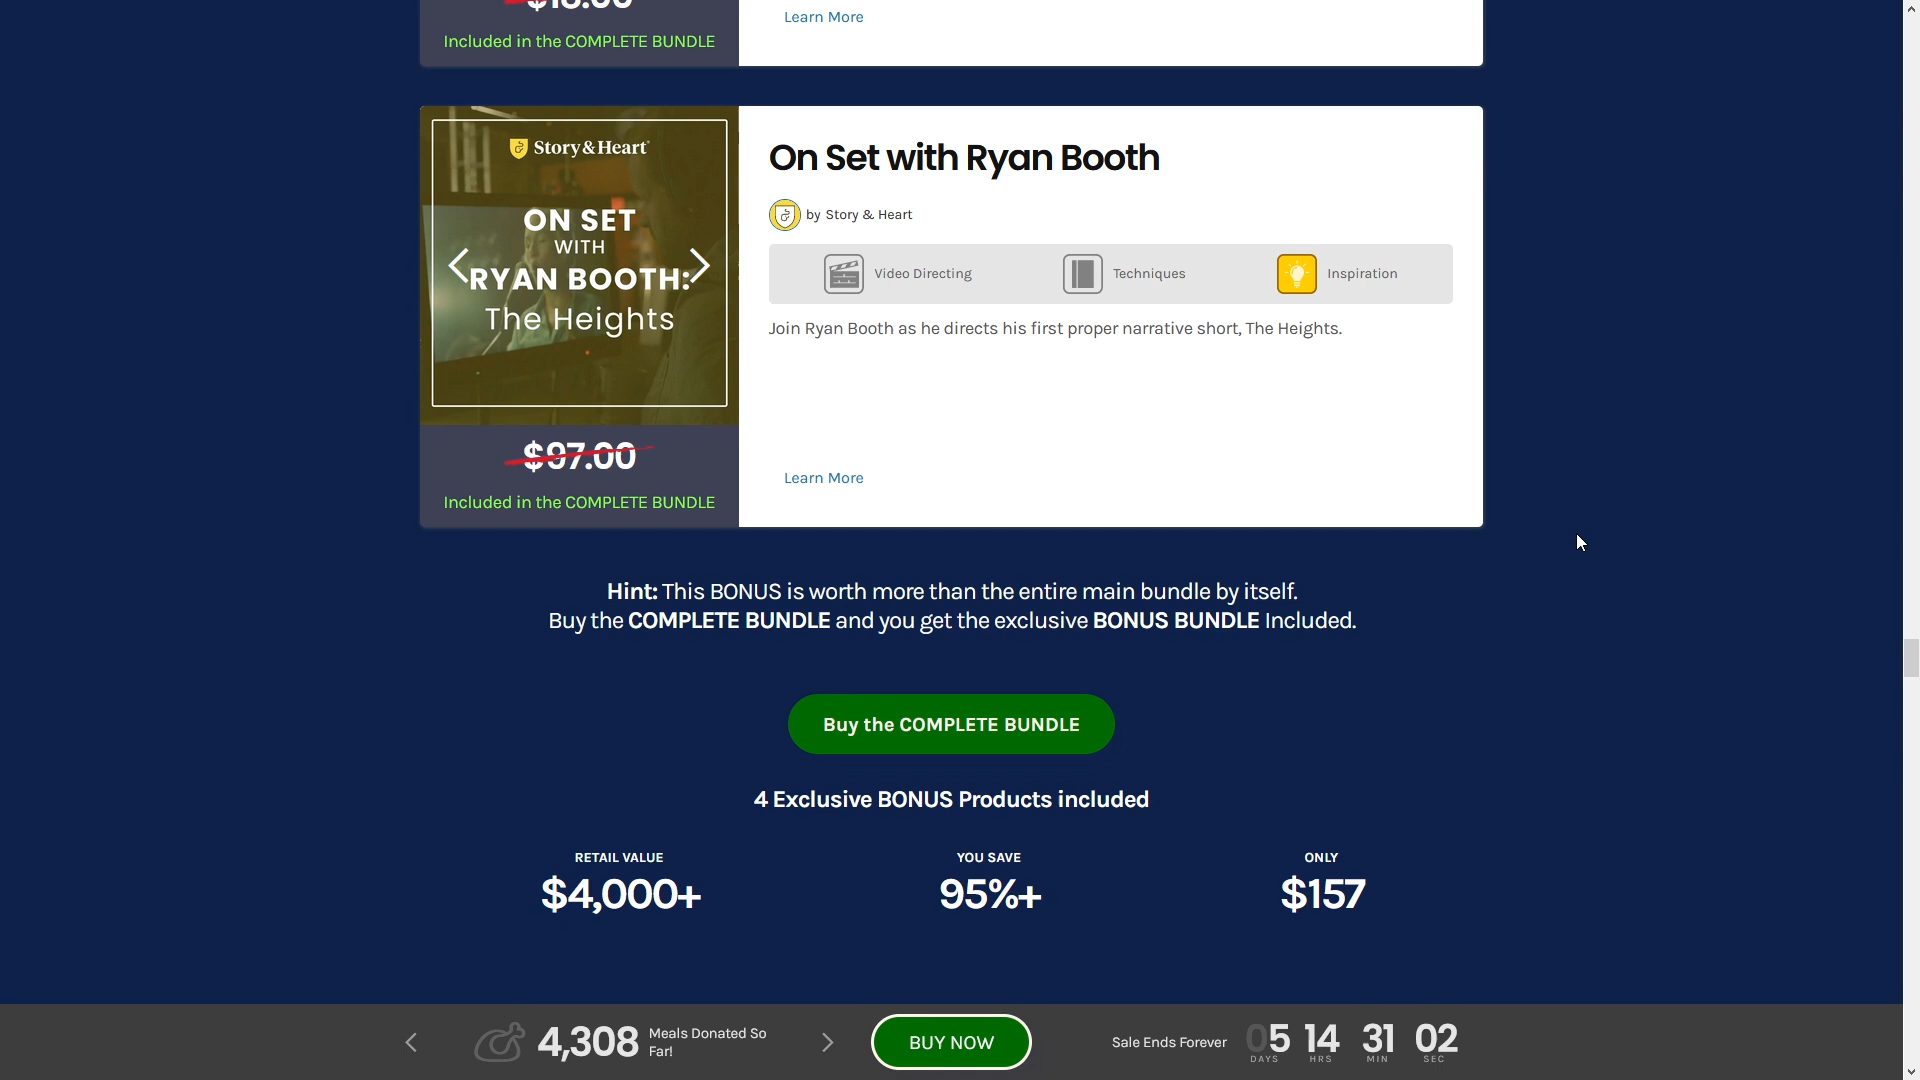 $18.00
Learn More
Included in the COMPLETE BUNDLE
Story & Heart
ON SET
WITH
RYAN BOOTH:
The Heights
On Set with Ryan Booth
by Story & Heart
Video Directing
Techniques
Inspiration
Join Ryan Booth as he directs his first proper narrative short, The Heights.
$97.00
Learn More
Included in the COMPLETE BUNDLE
Hint: This BONUS is worth more than the entire main bundle by itself.
Buy the COMPLETE BUNDLE and you get the exclusive BONUS BUNDLE Included.
Buy the COMPLETE BUNDLE
4 Exclusive BONUS Products included
RETAIL VALUE
$4,000+
YOU SAVE
95%+
ONLY
$157
4,308
Meals Donated So
Far!
BUY NOW
Sale Ends Forever
05 14 31 02
DAYS HRS MIN SEC